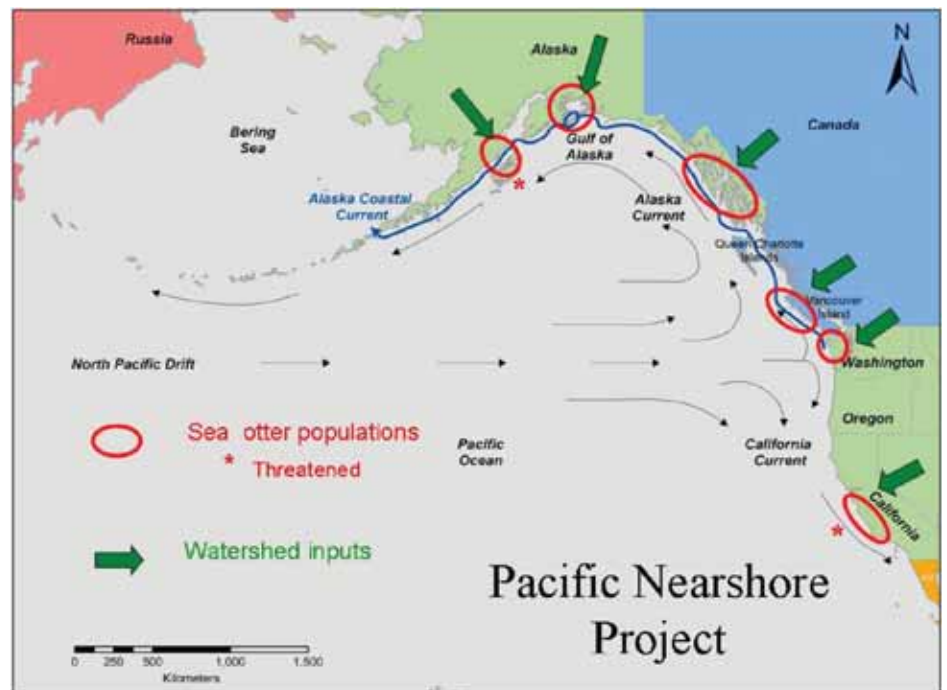 Russia
Alaska
N
Bering
Sea
Canada
Gulf of
Alaska
*
Alaska Coastal
Current
Alaska
Current
Queen Charlotte
Islands
Vancouver
Island
North Pacific Drift
Washington
Oregon
Sea otter populations
* Threatened
Pacific
Ocean
California
Current
California
*
Watershed inputs
Pacific Nearshore
Project
0 250 500 1,000 1,500
Kilometers